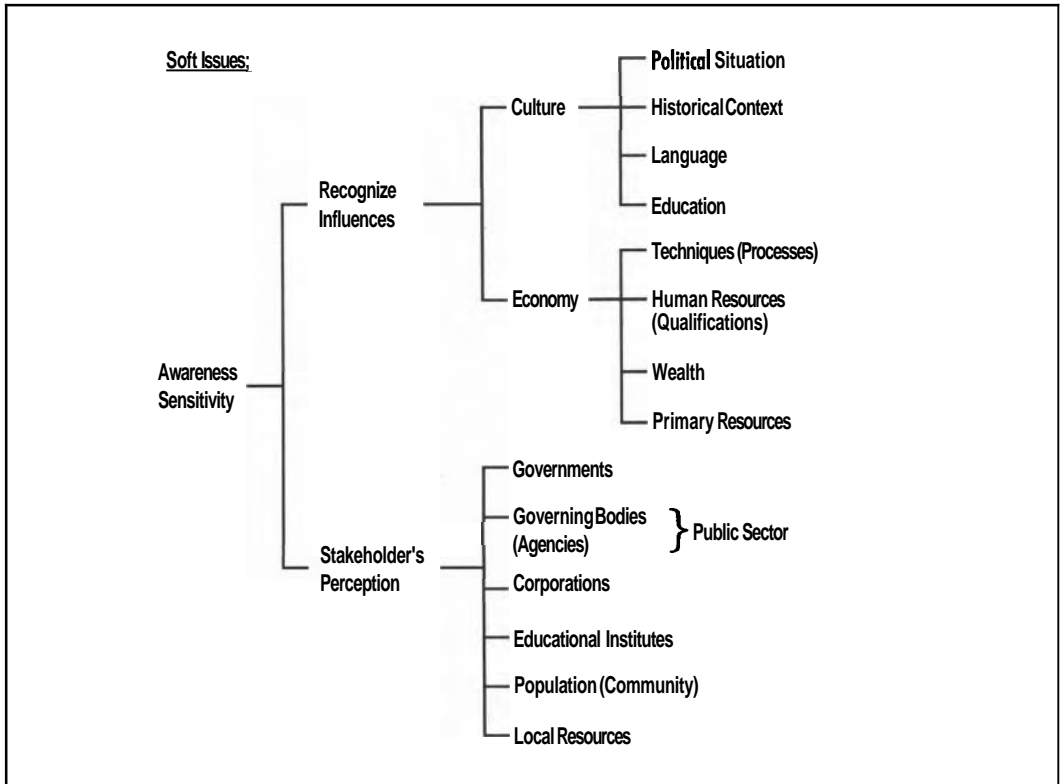 Soft Issues;
Political Situation
Culture
Historical Context
Language
Recognize
Influences
Education
Techniques (Processes)
Economy
Human Resources
(Qualifications)
Awareness
Sensitivity
Wealth
Primary Resources
Governments
Governing Bodies
(Agencies)
} Public Sector
Stakeholder's
Perception
Corporations
Educational Institutes
Population (Community)
Local Resources